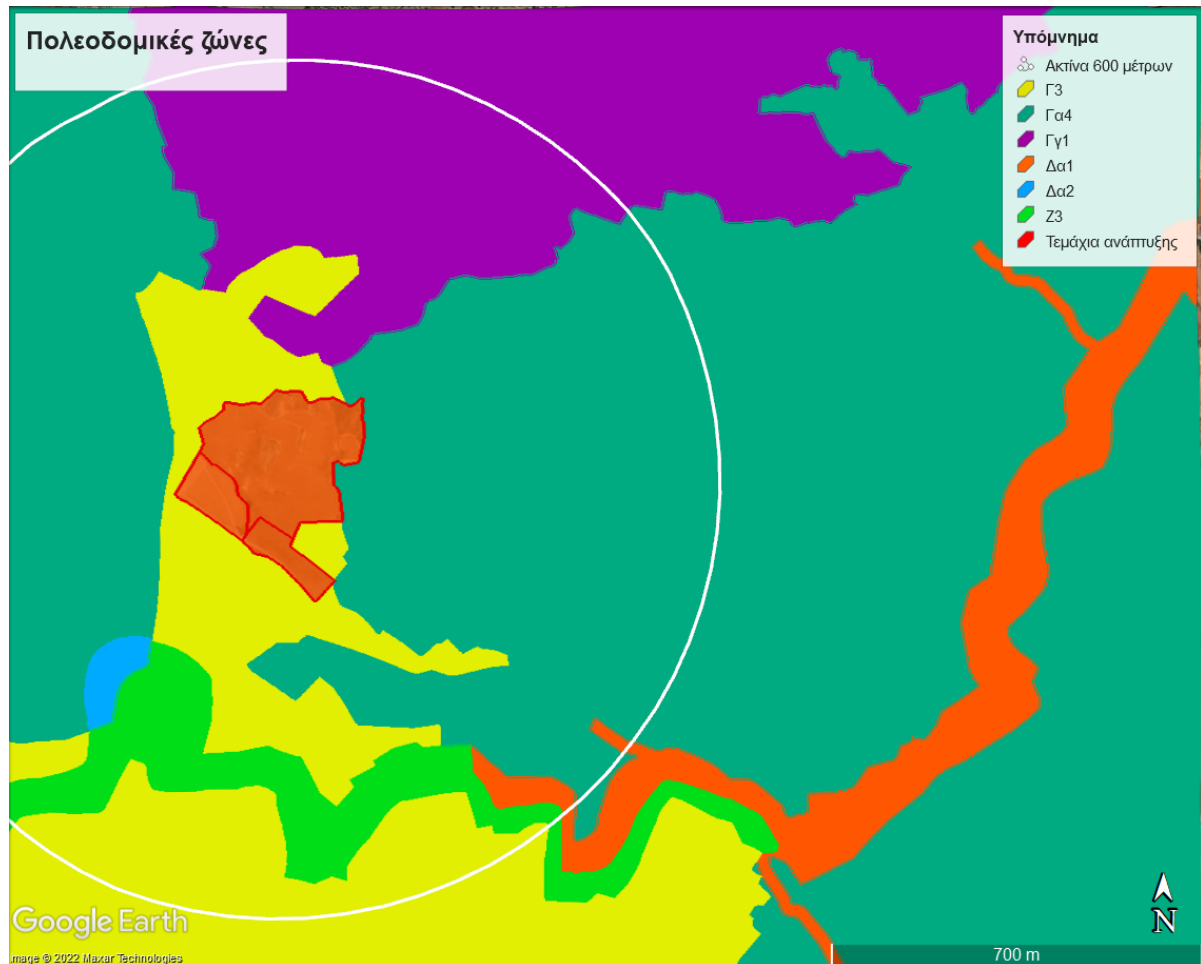 Πολεοδομικές ζώνες
Υπόμνημα
Ακτίνα 600 μέτρων
Γ3
Γα4
Γγ1
Δα1
Δα2
Ζ3
Τεμάχια ανάπτυξης
Google Earth
N
mage © 2022 Maxar Technologies
700 m